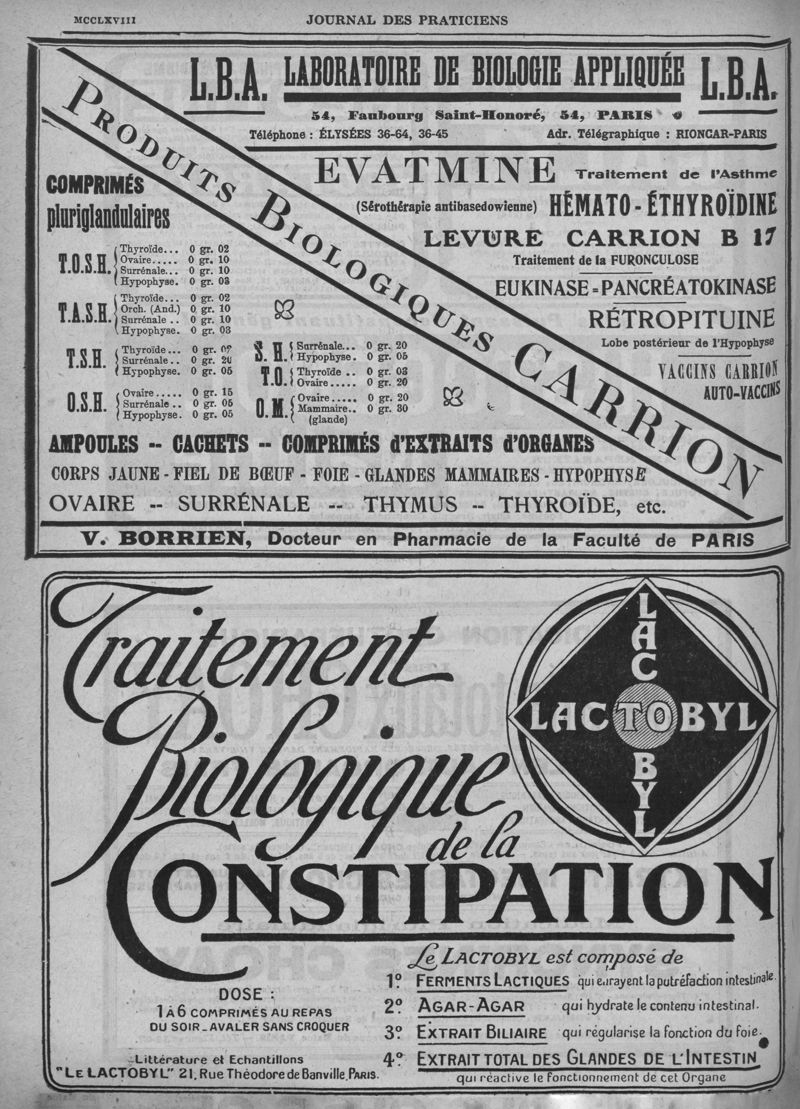 MCCLXVIII
JOURNAL DES PRATICIENS
L.B.A. LABORATOIRE DE BIOLOGIE APPLIQUÉE L.B.A.
54, Faubourg Saint-Honoré, 54, PARIS
Téléphone : ÉLYSÉES 36-64, 36-45
Adr. Télégraphique : RIONCAR-PARIS
PRODUITS BIOLOGIQUES CARRION
EVATMINE Traitement de l'Asthme
(Sérothérapie antibasedowienne) HÉMATO-ÉTHYROÏDINE
LEVURE CARRION B 17
Traitement de la FURONCULOSE
EUKINASE-PANCRÉATOKINASE
RÉTROPITUINE
Lobe postérieur de l'Hypophyse
VACCINS CARRION
AUTO-VACCINS
COMPRIMÉS
pluriglandulaires
T.O.S.H.
Thyroïde... 0 gr. 02
Ovaire..... 0 gr. 10
Surrénale.. 0 gr. 10
Hypophyse. 0 gr. 03
T.A.S.H.
Thyroïde... 0 gr. 02
Orch. (And.) 0 gr. 10
Surrénale .. 0 gr. 10
Hypophyse. 0 gr. 03
T.S.H.
Thyroïde... 0 gr.
Surrénale .. 0 gr. 20
Hypophyse. 0 gr. 05
O.S.H.
Ovaire..... 0 gr. 15
Surrénale .. 0 gr. 05
Hypophyse. 0 gr. 05
S. H.
Surrénale... 0 gr. 20
Hypophyse. 0 gr. 05
T.O.
Thyroïde .. 0 gr. 03
Ovaire..... 0 gr. 20
O.M.
Ovaire..... 0 gr. 20
Mammaire.. 0 gr. 30
(glande)
AMPOULES -- CACHETS -- COMPRIMÉS d'EXTRAITS d'ORGANES
CORPS JAUNE - FIEL DE BŒUF - FOIE - GLANDES MAMMAIRES - HYPOPHYSE
OVAIRE -- SURRÉNALE -- THYMUS -- THYROÏDE, etc.
V. BORRIEN, Docteur en Pharmacie de la Faculté de PARIS
Traitement
Biologique
de la
CONSTIPATION
LACTOBYL
LACTOBYL
Le LACTOBYL est composé de
1º FERMENTS LACTIQUES qui enrayent la putréfaction intestinale.
2º AGAR-AGAR qui hydrate le contenu intestinal.
3º EXTRAIT BILIAIRE qui régularise la fonction du foie.
4º EXTRAIT TOTAL DES GLANDES DE L'INTESTIN
qui réactive le fonctionnement de cet Organe
DOSE :
1 À 6 COMPRIMÉS AU REPAS
DU SOIR_AVALER SANS CROQUER
Littérature et Echantillons
"LE LACTOBYL" 21, Rue Théodore de Banville, PARIS.